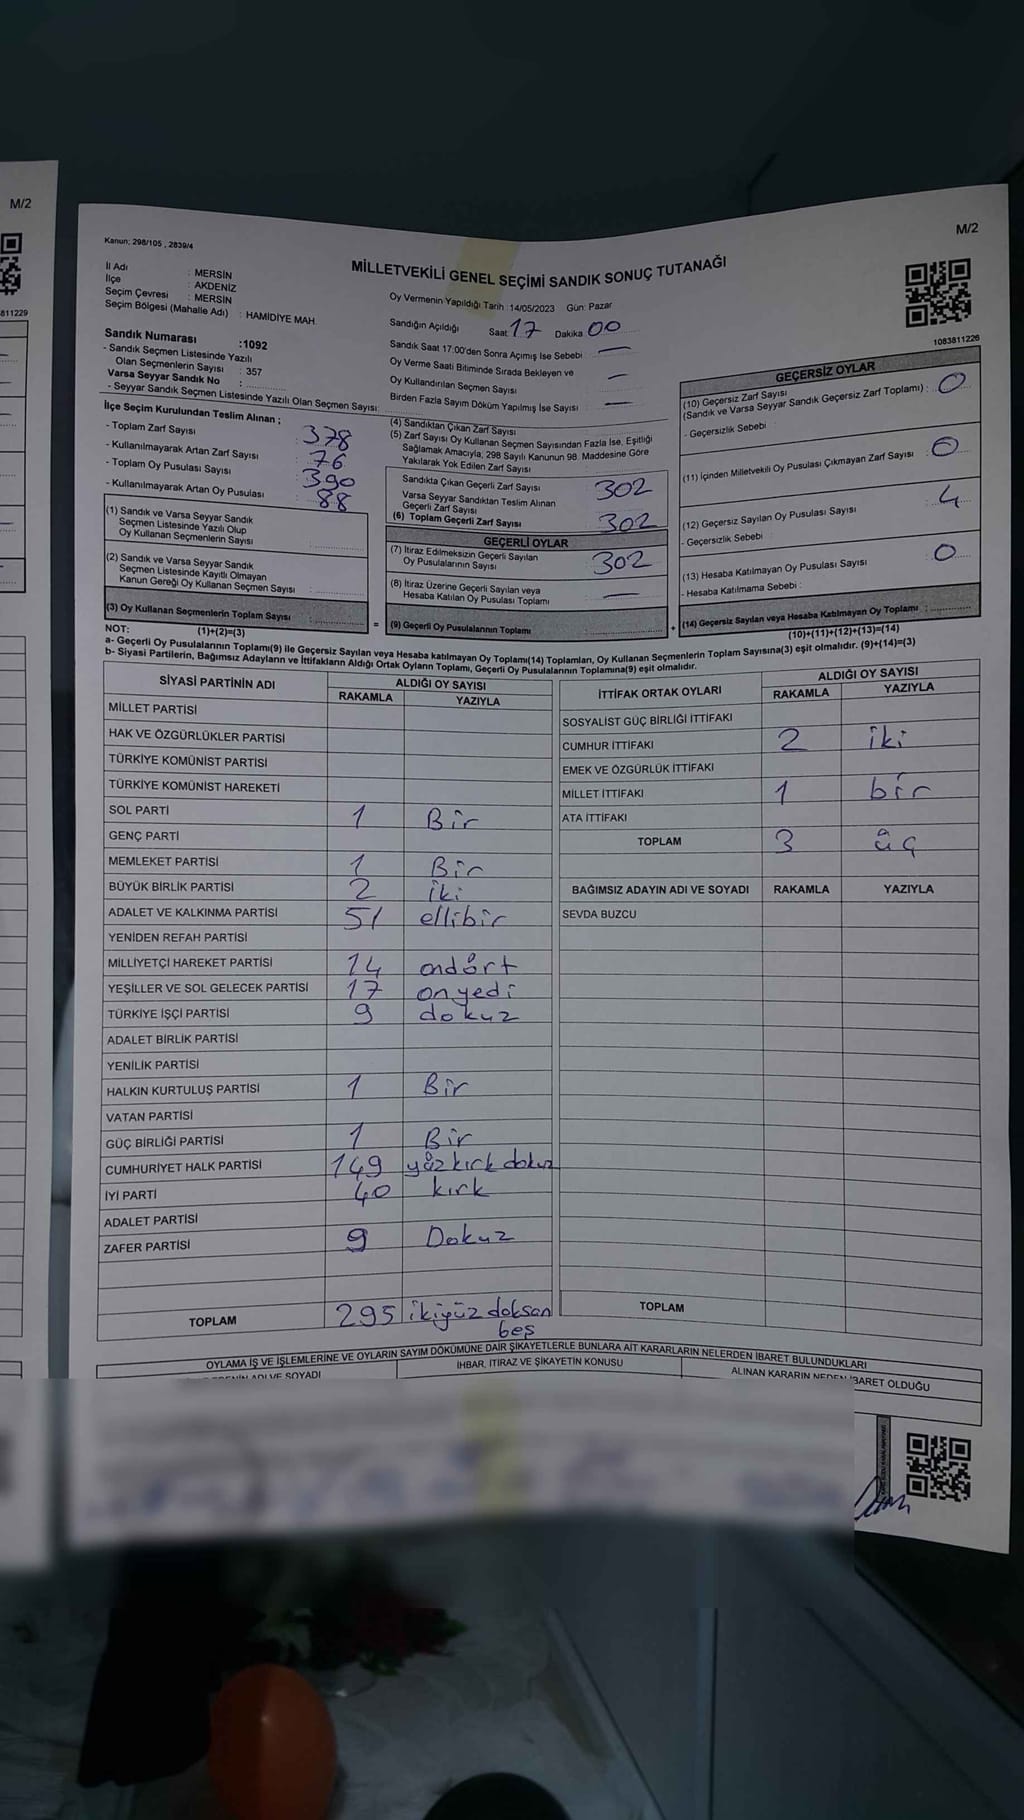 M/2
811229
Kanun; 298/105 , 2839/4
M/2
MİLLETVEKİLİ GENEL SEÇİMİ SANDIK SONUÇ TUTANAĞI
1083811226
İl Adı : MERSİN
İlçe : AKDENİZ
Seçim Çevresi : MERSİN
Seçim Bölgesi (Mahalle Adı) : HAMİDİYE MAH.
Sandık Numarası :1092
- Sandık Seçmen Listesinde Yazılı
Olan Seçmenlerin Sayısı : 357
Varsa Seyyar Sandık No :
- Seyyar Sandık Seçmen Listesinde Yazılı Olan Seçmen Sayısı:
İlçe Seçim Kurulundan Teslim Alınan ;
- Toplam Zarf Sayısı : 378
- Kullanılmayarak Artan Zarf Sayısı : 76
- Toplam Oy Pusulası Sayısı : 390
- Kullanılmayarak Artan Oy Pusulası : 88
(1) Sandık ve Varsa Seyyar Sandık
Seçmen Listesinde Yazılı Olup
Oy Kullanan Seçmenlerin Sayısı
(2) Sandık ve Varsa Seyyar Sandık
Seçmen Listesinde Kayıtlı Olmayan
Kanun Gereği Oy Kullanan Seçmen Sayısı :
(3) Oy Kullanan Seçmenlerin Toplam Sayısı :
(1)+(2)=(3)
Oy Vermenin Yapıldığı Tarih : 14/05/2023 Gün: Pazar
Sandığın Açıldığı Saat 17 Dakika 00
Sandık Saat 17:00'den Sonra Açımış İse Sebebi —
Oy Verme Saati Bitiminde Sırada Bekleyen ve
Oy Kullandırılan Seçmen Sayısı —
Birden Fazla Sayım Döküm Yapılmış İse Sayısı —
(4) Sandıktan Çıkan Zarf Sayısı
(5) Zarf Sayısı Oy Kullanan Seçmen Sayısından Fazla İse, Eşitliği
Sağlamak Amacıyla, 298 Sayılı Kanunun 98. Maddesine Göre
Yakılarak Yok Edilen Zarf Sayısı
Sandıkta Çıkan Geçerli Zarf Sayısı 302
Varsa Seyyar Sandıktan Teslim Alınan
Geçerli Zarf Sayısı
(6) Toplam Geçerli Zarf Sayısı 302
GEÇERLİ OYLAR
(7) İtiraz Edilmeksizin Geçerli Sayılan
Oy Pusulalarının Sayısı 302
(8) İtiraz Üzerine Geçerli Sayılan veya
Hesaba Katılan Oy Pusulası Toplamı —
= (9) Geçerli Oy Pusulalarının Toplamı
GEÇERSİZ OYLAR
(10) Geçersiz Zarf Sayısı
(Sandık ve Varsa Seyyar Sandık Geçersiz Zarf Toplamı) : 0
- Geçersizlik Sebebi :
(11) İçinden Milletvekili Oy Pusulası Çıkmayan Zarf Sayısı : 0
(12) Geçersiz Sayılan Oy Pusulası Sayısı : 4
- Geçersizlik Sebebi
(13) Hesaba Katılmayan Oy Pusulası Sayısı : 0
- Hesaba Katılmama Sebebi :
+ (14) Geçersiz Sayılan veya Hesaba Katılmayan Oy Toplamı :
(10)+(11)+(12)+(13)=(14)
NOT:
a- Geçerli Oy Pusulalarının Toplamı(9) ile Geçersiz Sayılan veya Hesaba katılmayan Oy Toplamı(14) Toplamları, Oy Kullanan Seçmenlerin Toplam Sayısına(3) eşit olmalıdır. (9)+(14)=(3)
b- Siyasi Partilerin, Bağımsız Adayların ve İttifakların Aldığı Ortak Oyların Toplamı, Geçerli Oy Pusulalarının Toplamına(9) eşit olmalıdır.
SİYASİ PARTİNİN ADI ALDIĞI OY SAYISI
RAKAMLA YAZIYLA
MİLLET PARTİSİ
HAK VE ÖZGÜRLÜKLER PARTİSİ
TÜRKİYE KOMÜNİST PARTİSİ
TÜRKİYE KOMÜNİST HAREKETİ
SOL PARTİ 1 Bir
GENÇ PARTİ
MEMLEKET PARTİSİ 1 Bir
BÜYÜK BİRLİK PARTİSİ 2 iki
ADALET VE KALKINMA PARTİSİ 51 ellibir
YENİDEN REFAH PARTİSİ
MİLLİYETÇİ HAREKET PARTİSİ 14 ondört
YEŞİLLER VE SOL GELECEK PARTİSİ 17 onyedi
TÜRKİYE İŞÇİ PARTİSİ 9 dokuz
ADALET BİRLİK PARTİSİ
YENİLİK PARTİSİ
HALKIN KURTULUŞ PARTİSİ 1 Bir
VATAN PARTİSİ
GÜÇ BİRLİĞİ PARTİSİ 1 Bir
CUMHURİYET HALK PARTİSİ 149 yüz kırk dokuz
İYİ PARTİ 40 kırk
ADALET PARTİSİ
ZAFER PARTİSİ 9 Dokuz
TOPLAM 295 ikiyüz doksan
beş
İTTİFAK ORTAK OYLARI ALDIĞI OY SAYISI
RAKAMLA YAZIYLA
SOSYALİST GÜÇ BİRLİĞİ İTTİFAKI
CUMHUR İTTİFAKI 2 iki
EMEK VE ÖZGÜRLÜK İTTİFAKI
MİLLET İTTİFAKI 1 bir
ATA İTTİFAKI
TOPLAM 3 üç
BAĞIMSIZ ADAYIN ADI VE SOYADI RAKAMLA YAZIYLA
SEVDA BUZCU
TOPLAM
OYLAMA İŞ VE İŞLEMLERİNE VE OYLARIN SAYIM DÖKÜMÜNE DAİR ŞİKAYETLERLE BUNLARA AİT KARARLARIN NELERDEN İBARET BULUNDUKLARI
ADI VE SOYADI İHBAR, İTİRAZ VE ŞİKAYETİN KONUSU ALINAN KARARIN NEDEN İBARET OLDUĞU